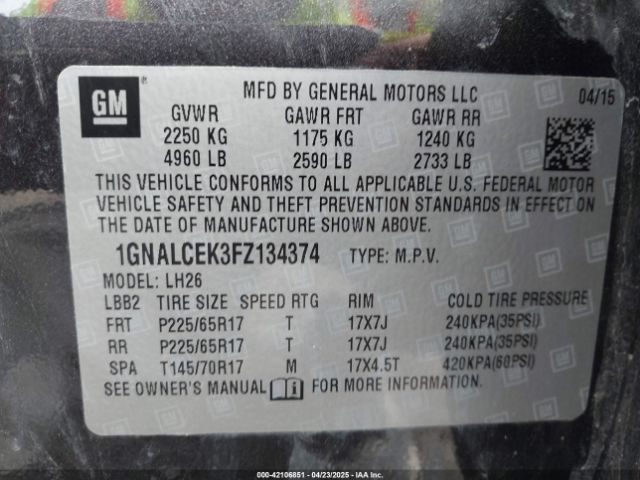 GM
MFD BY GENERAL MOTORS LLC 04/15
GVWR GAWR FRT GAWR RR
2250 KG 1175 KG 1240 KG
4960 LB 2590 LB 2733 LB
THIS VEHICLE CONFORMS TO ALL APPLICABLE U.S. FEDERAL MOTOR
VEHICLE SAFETY AND THEFT PREVENTION STANDARDS IN EFFECT ON
THE DATE OF MANUFACTURE SHOWN ABOVE.
1GNALCEK3FZ134374 TYPE: M.P.V.
MODEL: LH26
LBB2 TIRE SIZE SPEED RTG RIM COLD TIRE PRESSURE
FRT P225/65R17 T 17X7J 240KPA(35PSI)
RR P225/65R17 T 17X7J 240KPA(35PSI)
SPA T145/70R17 M 17X4.5T 420KPA(60PSI)
SEE OWNER'S MANUAL FOR MORE INFORMATION.
000-42106851 - 04/23/2025 - IAA Inc.